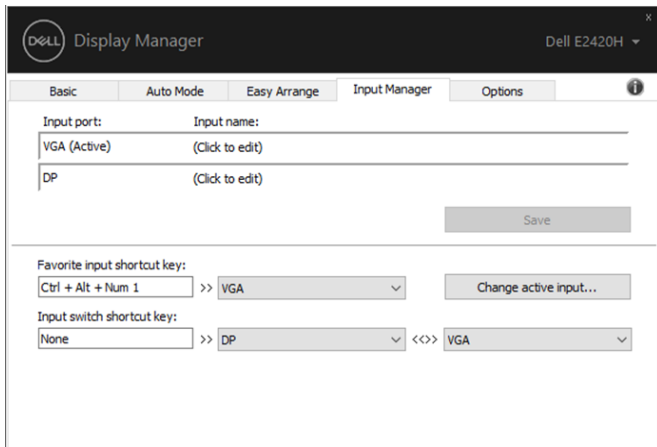 x
DELL Display Manager Dell E2420H
Basic Auto Mode Easy Arrange Input Manager Options i
Input port: Input name:
VGA (Active) (Click to edit)
DP (Click to edit)
Save
Favorite input shortcut key:
Ctrl + Alt + Num 1 >> VGA Change active input...
Input switch shortcut key:
None >> DP <<>> VGA